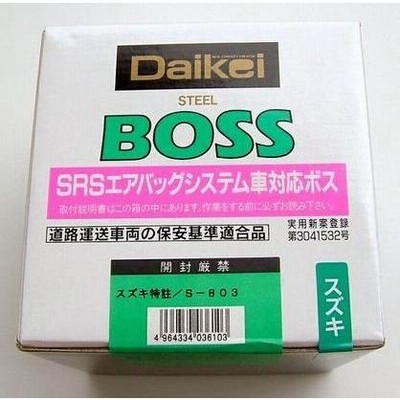 Daikei
STEEL
BOSS
SRSエアバッグシステム車対応ボス
取付説明書はこの箱の中にあります。作業をする前に必ずお読み下さい。
道路運送車両の保安基準適合品
実用新案登録
第3041532号
開封厳禁
スズキ特註/S-803
4 964334 036103
スズキ